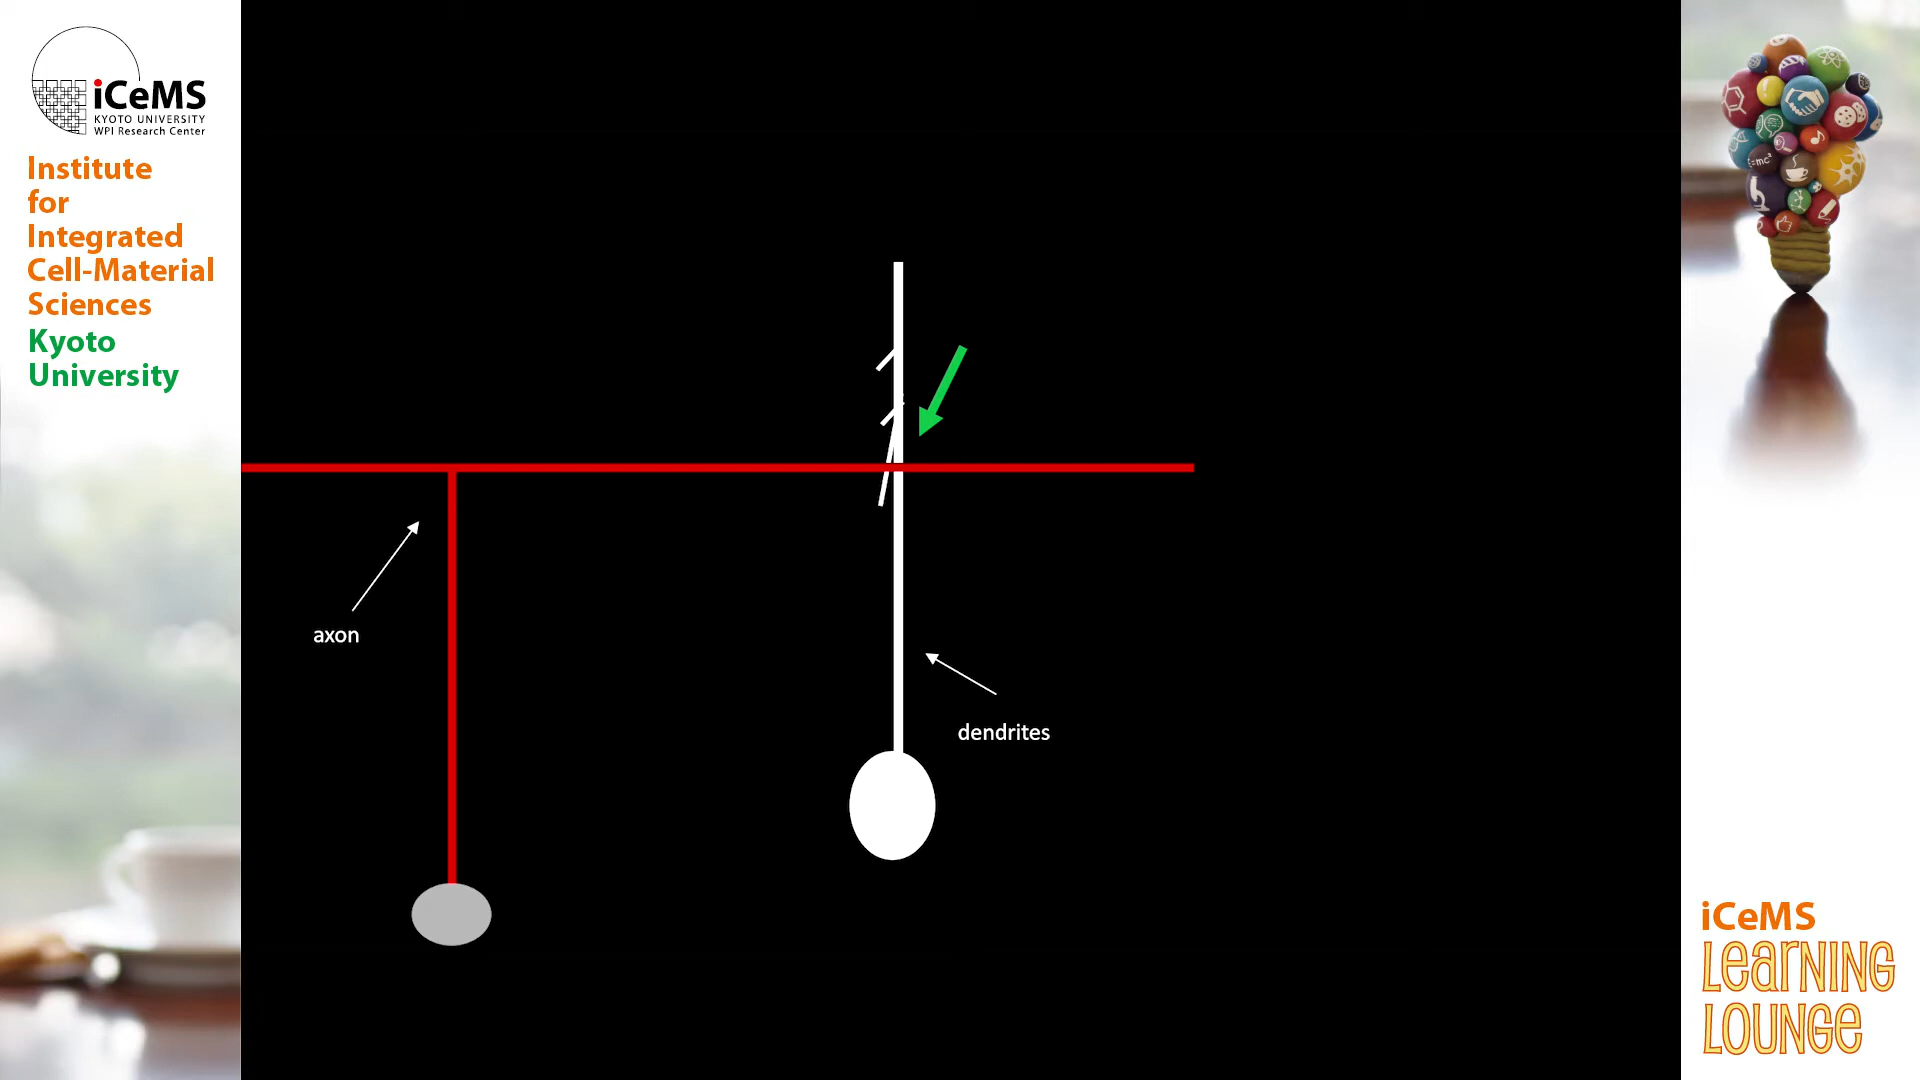 iCeMS
KYOTO UNIVERSITY
WPI Research Center
Institute
for
Integrated
Cell-Material
Sciences
Kyoto
University
axon
dendrites
=mc²
iCeMS
LeaRNING
LOUNGe